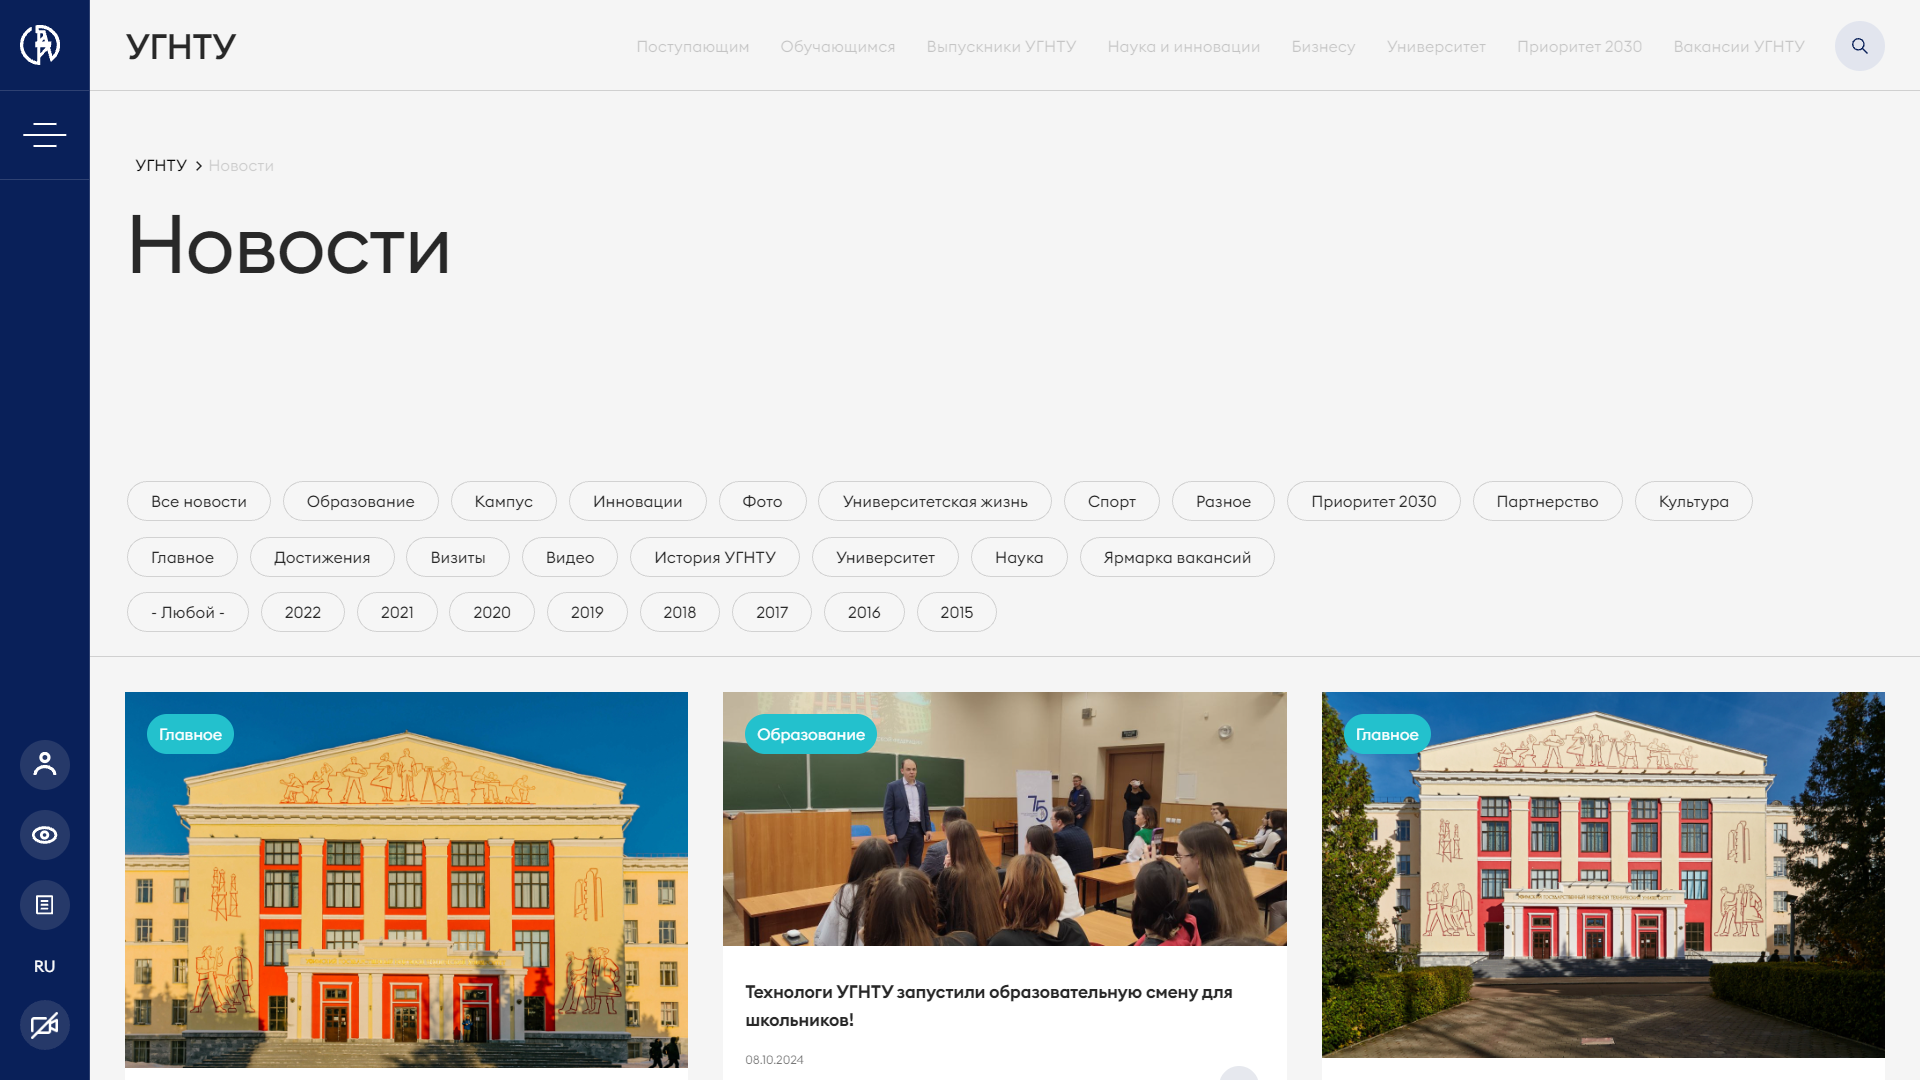 УГНТУ
Поступающим Обучающимся Выпускники УГНТУ Наука и инновации Бизнесу Университет Приоритет 2030 Вакансии УГНТУ
УГНТУ > Новости
Новости
Все новости Образование Кампус Инновации Фото Университетская жизнь Спорт Разное Приоритет 2030 Партнерство Культура
Главное Достижения Визиты Видео История УГНТУ Университет Наука Ярмарка вакансий
- Любой - 2022 2021 2020 2019 2018 2017 2016 2015
Главное
Образование
75
Технологи УГНТУ запустили образовательную смену для
школьников!
08.10.2024
Главное
RU